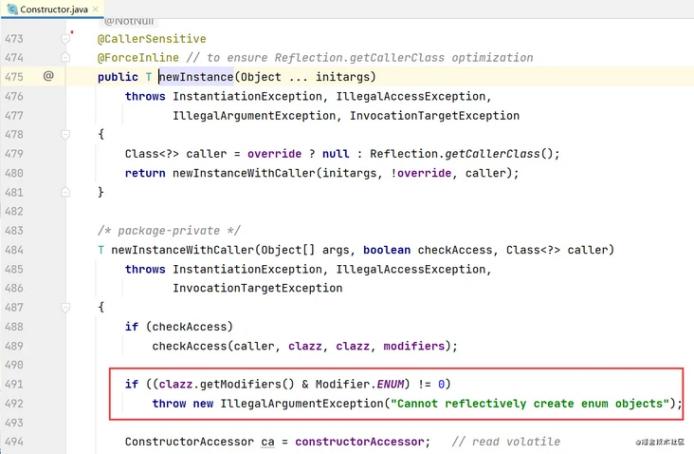 Constructor.java
@NotNull
473 @CallerSensitive
474 @ForceInline // to ensure Reflection.getCallerClass optimization
475 @ public T newInstance(Object ... initargs)
476 throws InstantiationException, IllegalAccessException,
477 IllegalArgumentException, InvocationTargetException
478 {
479 Class<?> caller = override ? null : Reflection.getCallerClass();
480 return newInstanceWithCaller(initargs, !override, caller);
481 }
482
483 /* package-private */
484 T newInstanceWithCaller(Object[] args, boolean checkAccess, Class<?> caller)
485 throws InstantiationException, IllegalAccessException,
486 InvocationTargetException
487 {
488 if (checkAccess)
489 checkAccess(caller, clazz, clazz, modifiers);
490
491 if ((clazz.getModifiers() & Modifier.ENUM) != 0)
492 throw new IllegalArgumentException("Cannot reflectively create enum objects");
493
494 ConstructorAccessor ca = constructorAccessor; // read volatile
@稀土掘金技术社区